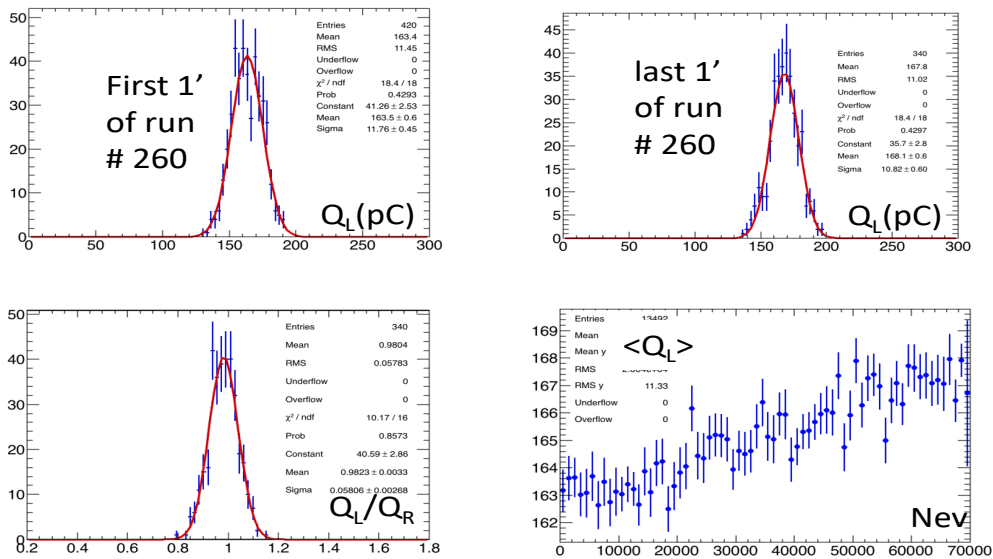 50
40
30
20
10
0
0 50 100 150 200 250 300
First 1’
of run
# 260
Entries 420
Mean 163.4
RMS 11.45
Underflow 0
Overflow 0
χ² / ndf 18.4 / 18
Prob 0.4293
Constant 41.26 ± 2.53
Mean 163.5 ± 0.6
Sigma 11.76 ± 0.45
Q_L(pC)
45
40
35
30
25
20
15
10
5
0
0 50 100 150 200 250 300
last 1’
of run
# 260
Entries 340
Mean 167.8
RMS 11.02
Underflow 0
Overflow 0
χ² / ndf 18.4 / 18
Prob 0.4297
Constant 35.7 ± 2.8
Mean 168.1 ± 0.6
Sigma 10.82 ± 0.60
Q_L(pC)
50
40
30
20
10
0
0.2 0.4 0.6 0.8 1 1.2 1.4 1.6 1.8
Entries 340
Mean 0.9804
RMS 0.05783
Underflow 0
Overflow 0
χ² / ndf 10.17 / 16
Prob 0.8573
Constant 40.59 ± 2.86
Mean 0.9823 ± 0.0033
Sigma 0.05806 ± 0.00268
Q_L/Q_R
169
168
167
166
165
164
163
162
0 10000 20000 30000 40000 50000 60000 70000
Entries 13492
Mean
Mean y
RMS
RMS y 11.33
Underflow 0
Overflow 0
<Q_L>
Nev